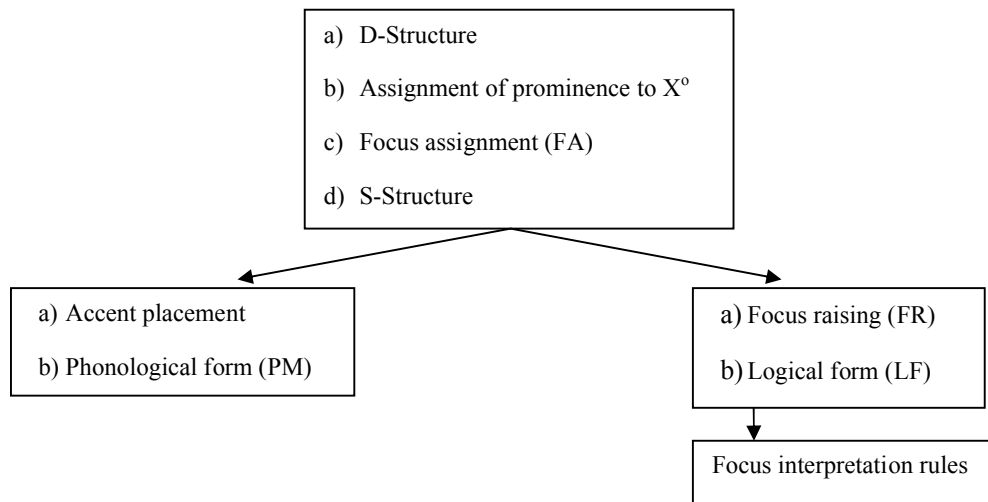 a) D-Structure
b) Assignment of prominence to Xº
c) Focus assignment (FA)
d) S-Structure
a) Accent placement
b) Phonological form (PM)
a) Focus raising (FR)
b) Logical form (LF)
Focus interpretation rules